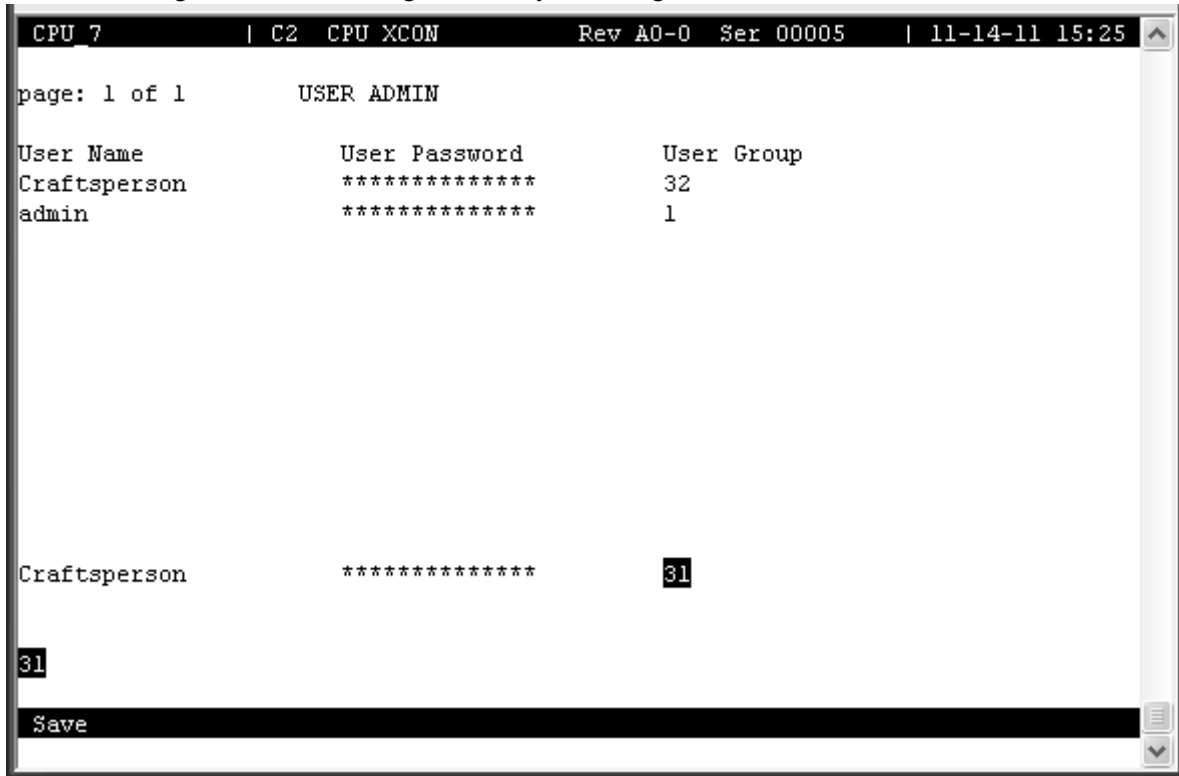 CPU_7 | C2 CPU XCON Rev A0-0 Ser 00005 | 11-14-11 15:25
page: 1 of 1 USER ADMIN
User Name User Password User Group
Craftsperson ************** 32
admin ************** 1
Craftsperson ************** 31
31
Save